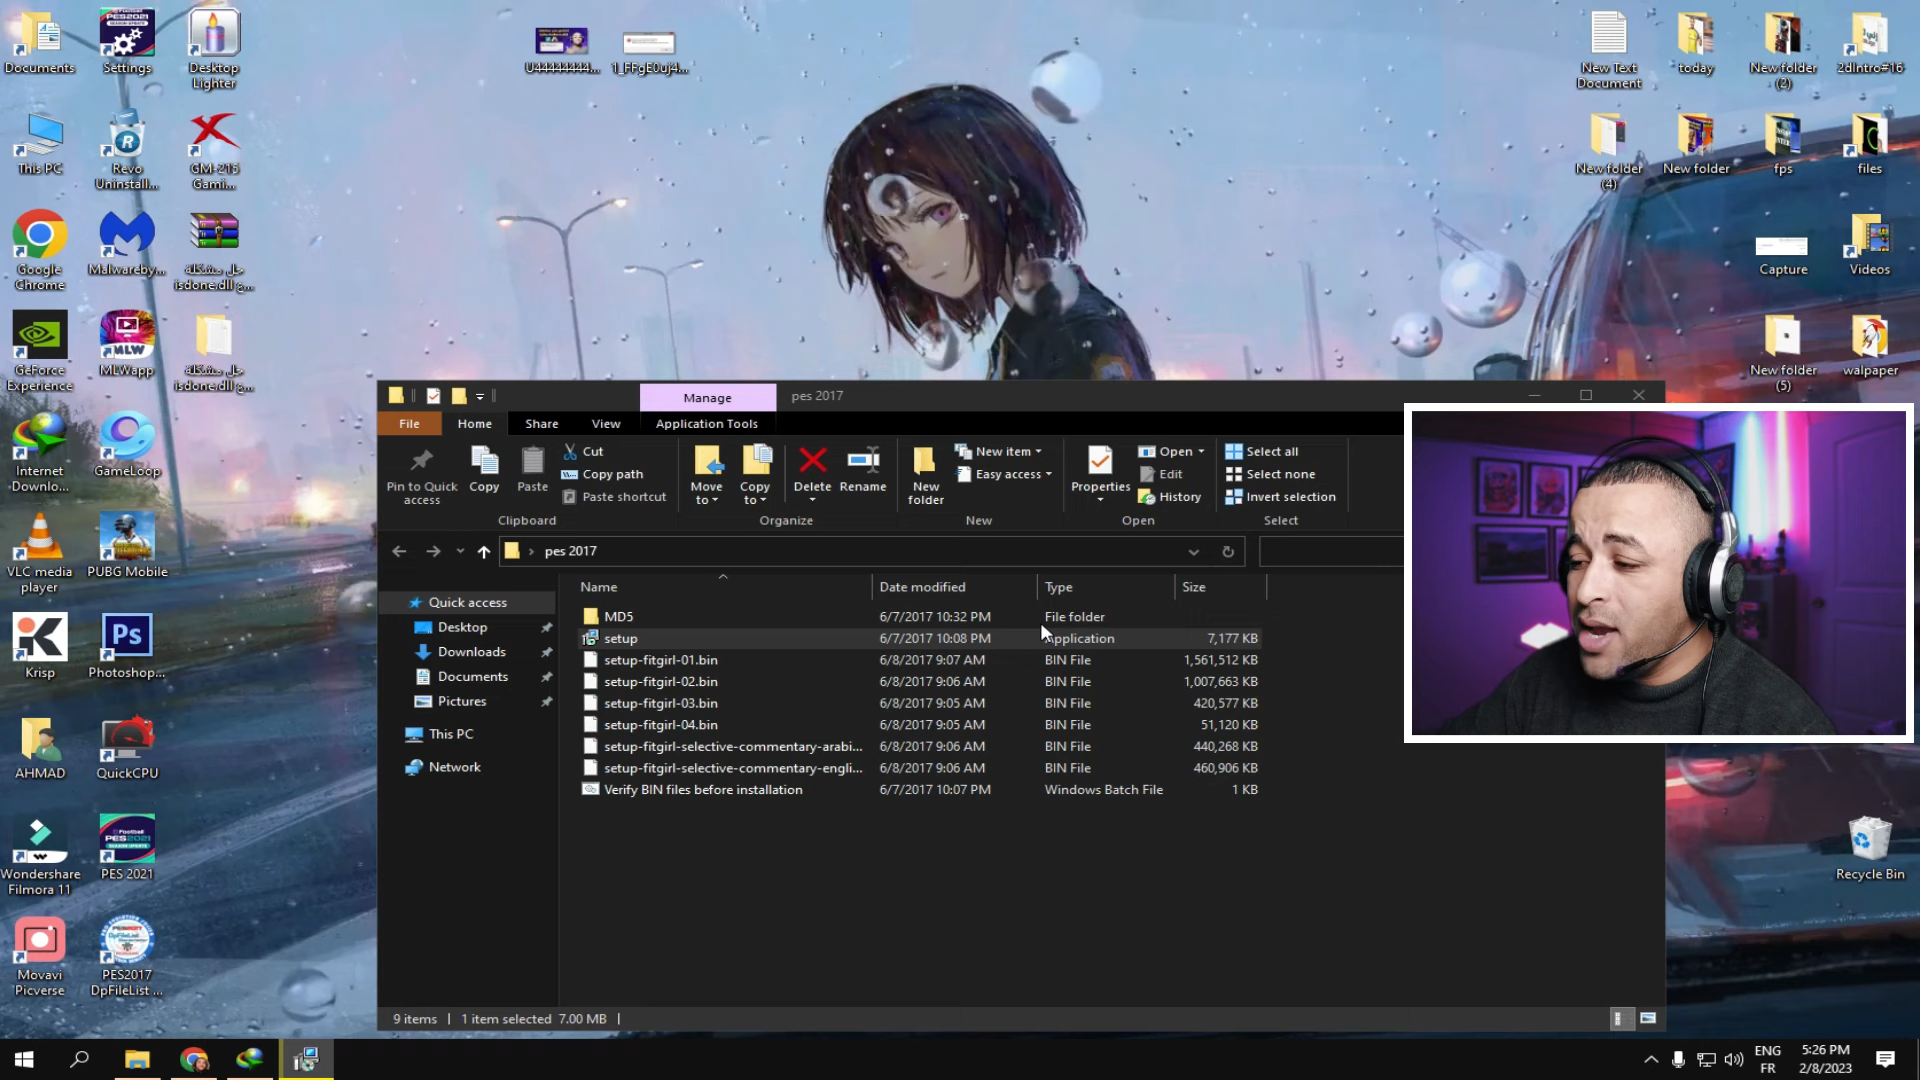 Documents
Settings
Desktop
Lighter
This PC
Revo
Uninstall...
GM-215
Gami...
Google
Chrome
Malwareby...
حل مشكلة
isdone.dll ع...
GeForce
Experience
MLWapp
حل مشكلة
isdone.dll ع...
Internet
Downlo...
GameLoop
VLC media
player
PUBG Mobile
Krisp
Photoshop...
AHMAD
QuickCPU
Wondershare
Filmora 11
PES 2021
Movavi
Picverse
PES2017
DpFileList ...
U44444444...
1_FFgE0uj4...
New Text
Document
today
New folder
(2)
2dIntro#16
New folder
(4)
New folder
fps
files
Capture
Videos
New folder
(5)
walpaper
Recycle Bin
Manage
pes 2017
File
Home
Share
View
Application Tools
Pin to Quick
access
Copy
Paste
Cut
Copy path
Paste shortcut
Clipboard
Move
to
Copy
to
Delete
Rename
Organize
New
folder
New item
Easy access
New
Properties
Open
Edit
History
Open
Select all
Select none
Invert selection
Select
pes 2017
Quick access
Desktop
Downloads
Documents
Pictures
This PC
Network
Name Date modified Type Size
MD5 6/7/2017 10:32 PM File folder
setup 6/7/2017 10:08 PM Application 7,177 KB
setup-fitgirl-01.bin 6/8/2017 9:07 AM BIN File 1,561,512 KB
setup-fitgirl-02.bin 6/8/2017 9:06 AM BIN File 1,007,663 KB
setup-fitgirl-03.bin 6/8/2017 9:05 AM BIN File 420,577 KB
setup-fitgirl-04.bin 6/8/2017 9:05 AM BIN File 51,120 KB
setup-fitgirl-selective-commentary-arabi... 6/8/2017 9:06 AM BIN File 440,268 KB
setup-fitgirl-selective-commentary-engli... 6/8/2017 9:06 AM BIN File 460,906 KB
Verify BIN files before installation 6/7/2017 10:07 PM Windows Batch File 1 KB
9 items 1 item selected 7.00 MB
ENG
FR
5:26 PM
2/8/2023